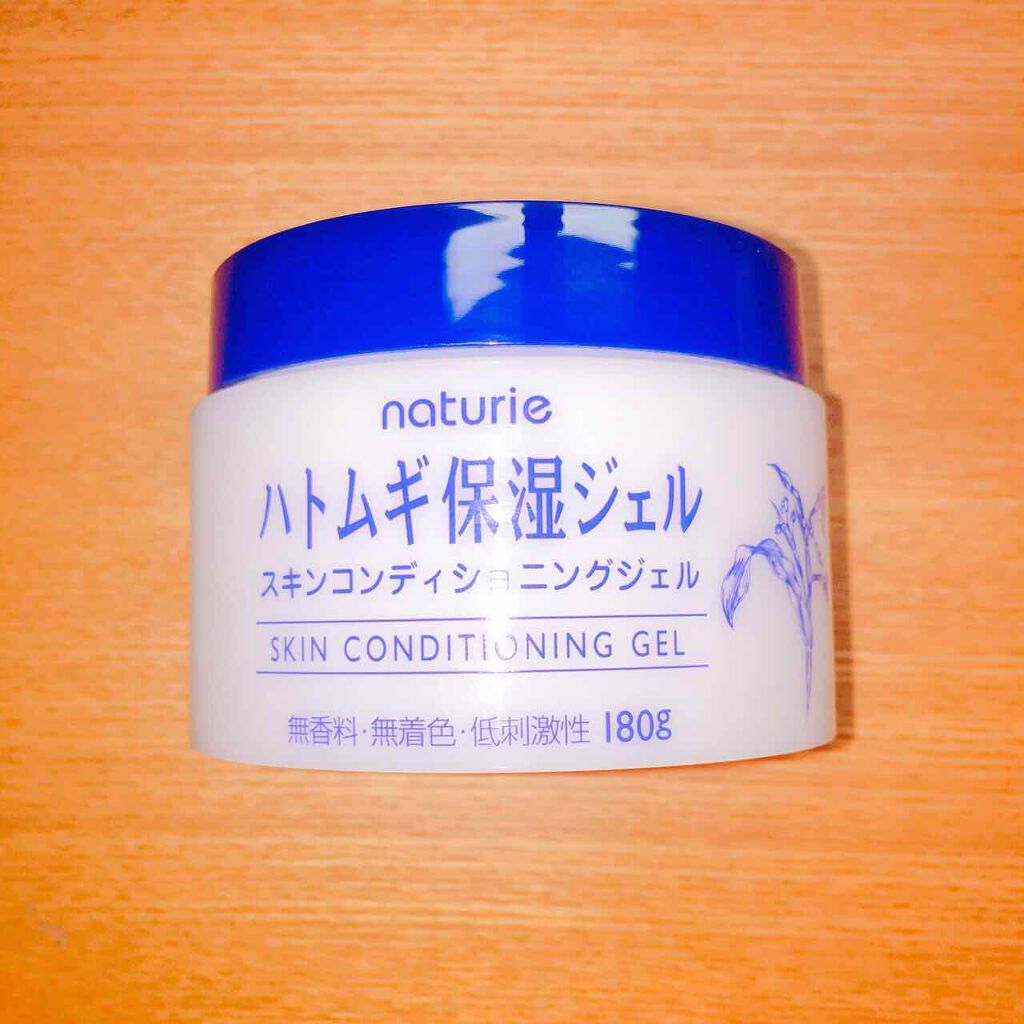 naturie
ハトムギ保湿ジェル
スキンコンディショニングジェル
SKIN CONDITIONING GEL
無香料・無着色・低刺激性 180g